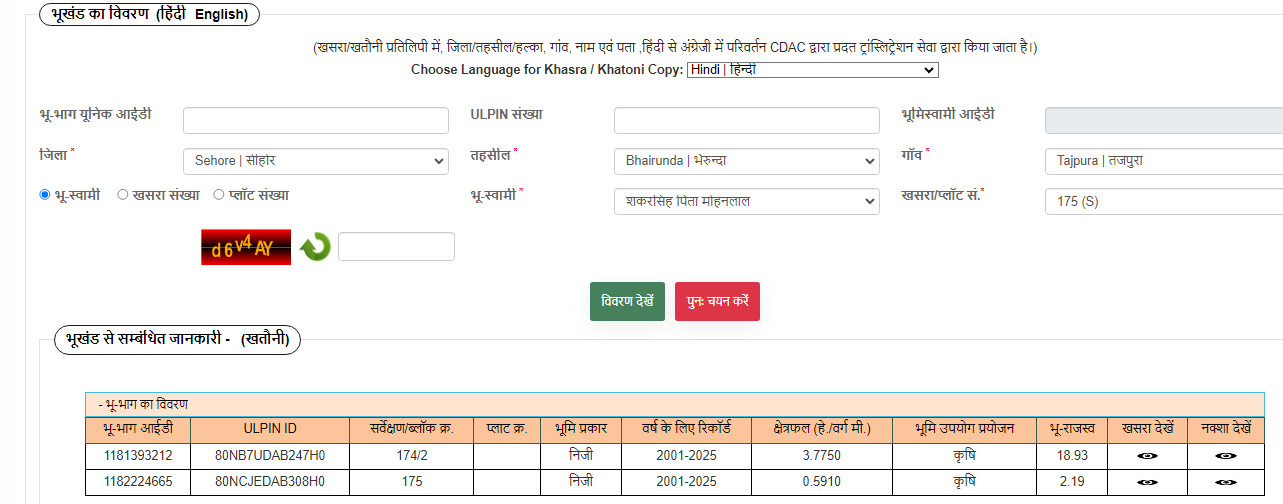 भूखंड का विवरण (हिंदी English)
(खसरा/खतौनी प्रतिलिपी में, जिला/तहसील/हल्का, गांव, नाम एवं पता ,हिंदी से अंग्रेजी में परिवर्तन CDAC द्वारा प्रदत ट्रांस्लिट्रेशन सेवा द्वारा किया जाता है।)
Choose Language for Khasra / Khatoni Copy: Hindi | हिन्दी
भू-भाग यूनिक आईडी ULPIN संख्या भूमिस्वामी आईडी
जिला * Sehore | सीहोर तहसील * Bhairunda | भेरुन्दा गाँव * Tajpura | तजपुरा
भू-स्वामी खसरा संख्या प्लॉट संख्या भू-स्वामी * शकरसिह पिता मोहनलाल खसरा/प्लॉट सं.* 175 (S)
d6v4AY
विवरण देखें पुनः चयन करें
भूखंड से सम्बंधित जानकारी - (खतौनी)
- भू-भाग का विवरण
भू-भाग आईडी ULPIN ID सर्वेक्षण/ब्लॉक क्र. प्लाट क्र. भूमि प्रकार वर्ष के लिए रिकॉर्ड क्षेत्रफल (हे./वर्ग मी.) भूमि उपयोग प्रयोजन भू-राजस्व खसरा देखें नक्शा देखें
1181393212 80NB7UDAB247H0 174/2 निजी 2001-2025 3.7750 कृषि 18.93
1182224665 80NCJEDAB308H0 175 निजी 2001-2025 0.5910 कृषि 2.19